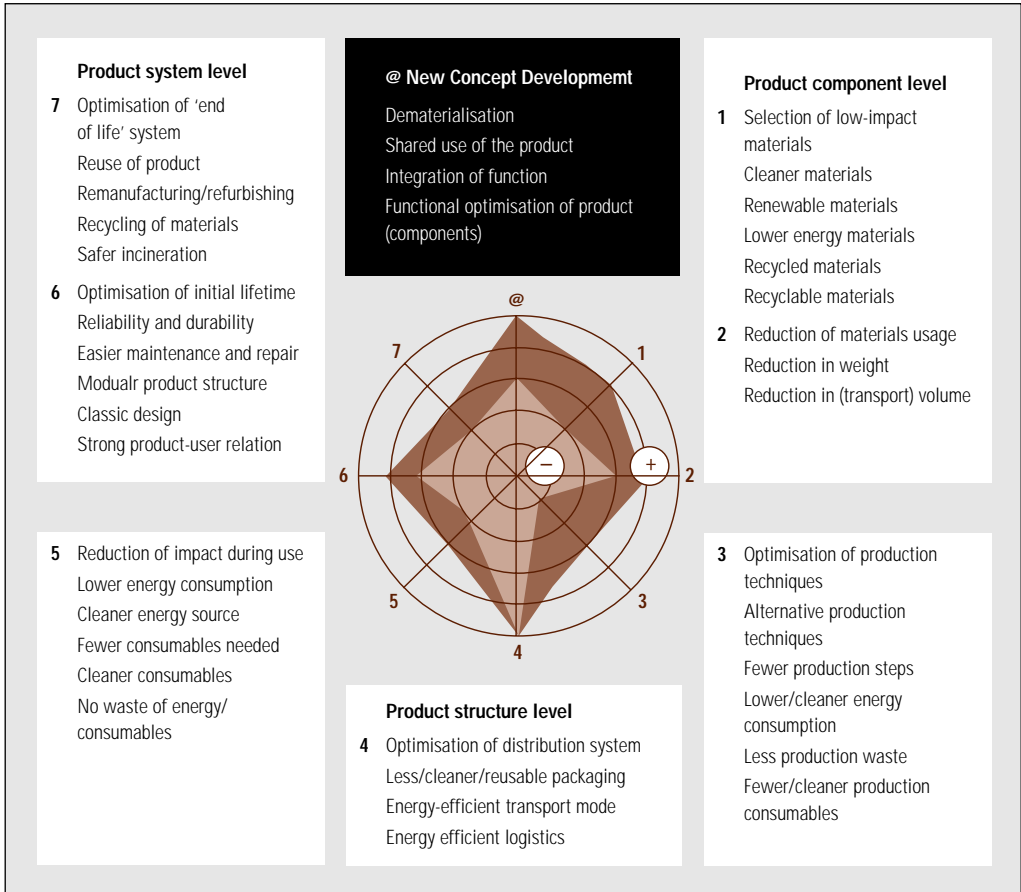 Product system level
7 Optimisation of ‘end
of life’ system
Reuse of product
Remanufacturing/refurbishing
Recycling of materials
Safer incineration
6 Optimisation of initial lifetime
Reliability and durability
Easier maintenance and repair
Modualr product structure
Classic design
Strong product-user relation
@ New Concept Developmemt
Dematerialisation
Shared use of the product
Integration of function
Functional optimisation of product
(components)
Product component level
1 Selection of low-impact
materials
Cleaner materials
Renewable materials
Lower energy materials
Recycled materials
Recyclable materials
2 Reduction of materials usage
Reduction in weight
Reduction in (transport) volume
@
7
1
6
–
+
2
5
3
4
5 Reduction of impact during use
Lower energy consumption
Cleaner energy source
Fewer consumables needed
Cleaner consumables
No waste of energy/
consumables
Product structure level
4 Optimisation of distribution system
Less/cleaner/reusable packaging
Energy-efficient transport mode
Energy efficient logistics
3 Optimisation of production
techniques
Alternative production
techniques
Fewer production steps
Lower/cleaner energy
consumption
Less production waste
Fewer/cleaner production
consumables